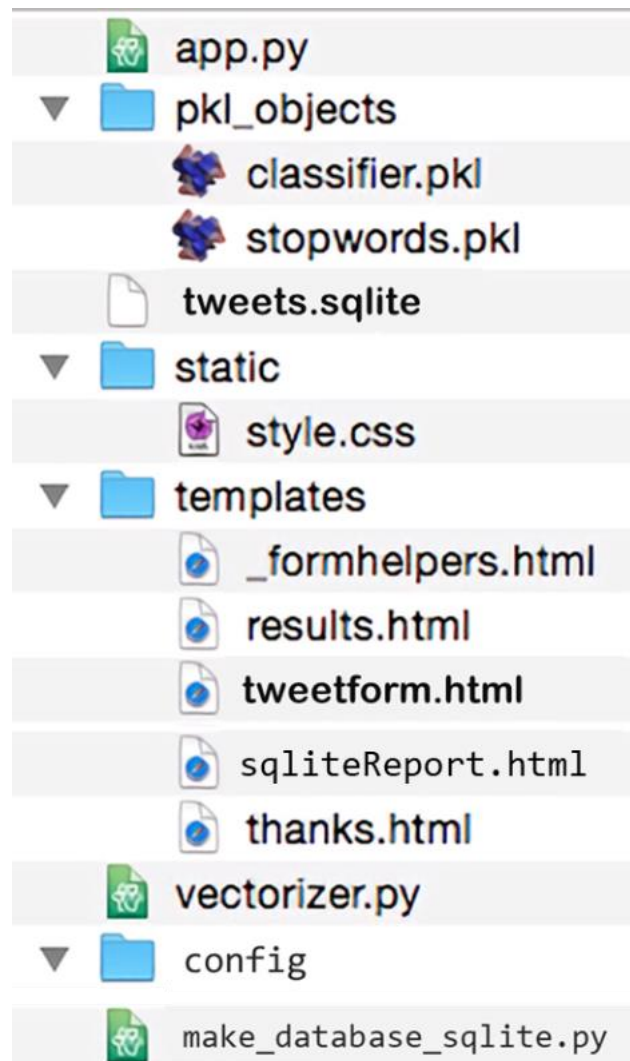 app.py
pkl_objects
classifier.pkl
stopwords.pkl
tweets.sqlite
static
style.css
templates
_formhelpers.html
results.html
tweetform.html
sqliteReport.html
thanks.html
vectorizer.py
config
make_database_sqlite.py